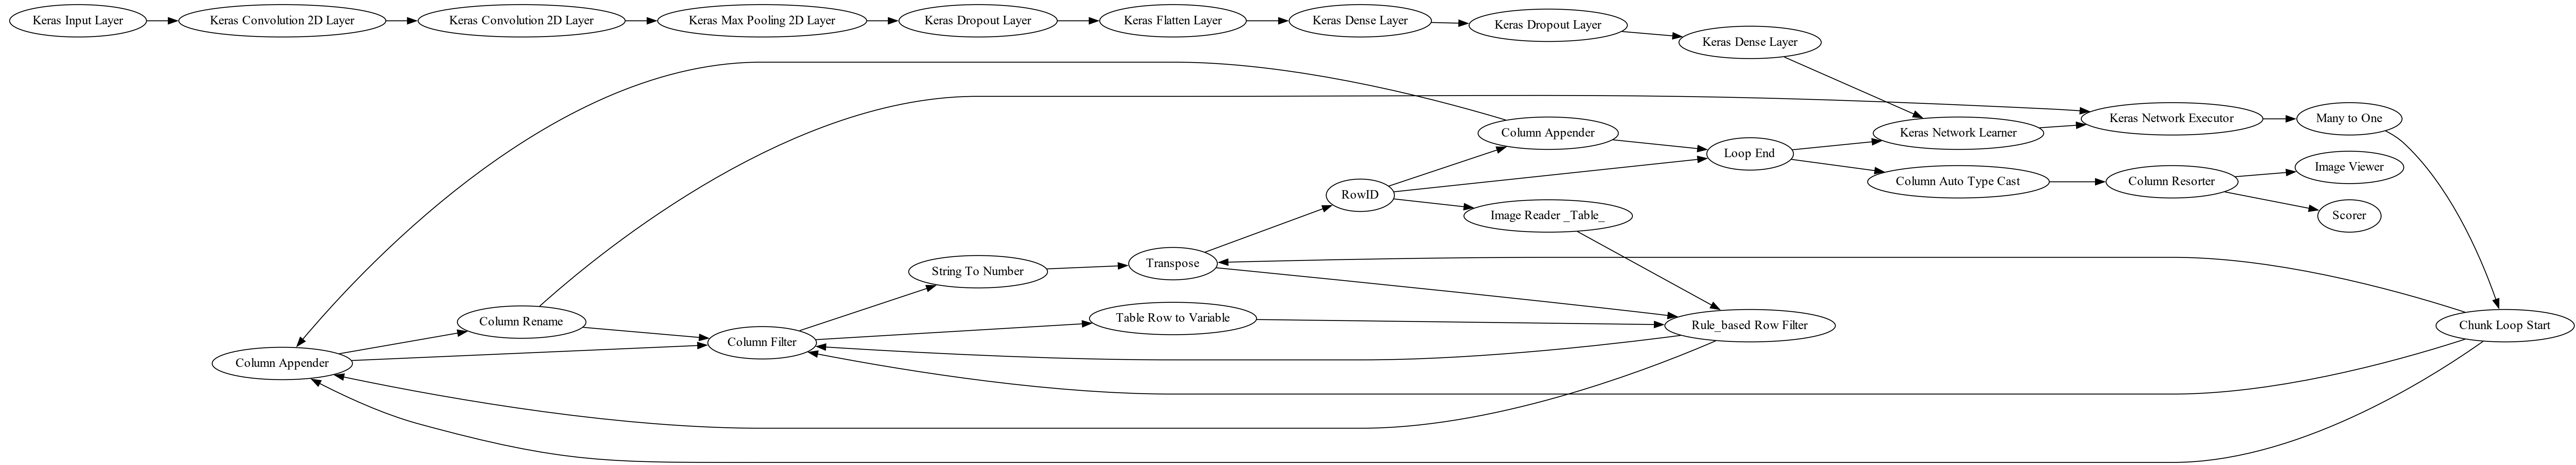 Keras Input Layer
Keras Convolution 2D Layer
Keras Convolution 2D Layer
Keras Max Pooling 2D Layer
Keras Dropout Layer
Keras Flatten Layer
Keras Dense Layer
Keras Dropout Layer
Keras Dense Layer
Keras Network Executor
Many to One
Column Appender
Keras Network Learner
Loop End
Image Viewer
Column Auto Type Cast
Column Resorter
RowID
Image Reader _Table_
Scorer
Transpose
String To Number
Table Row to Variable
Column Rename
Rule_based Row Filter
Chunk Loop Start
Column Filter
Column Appender